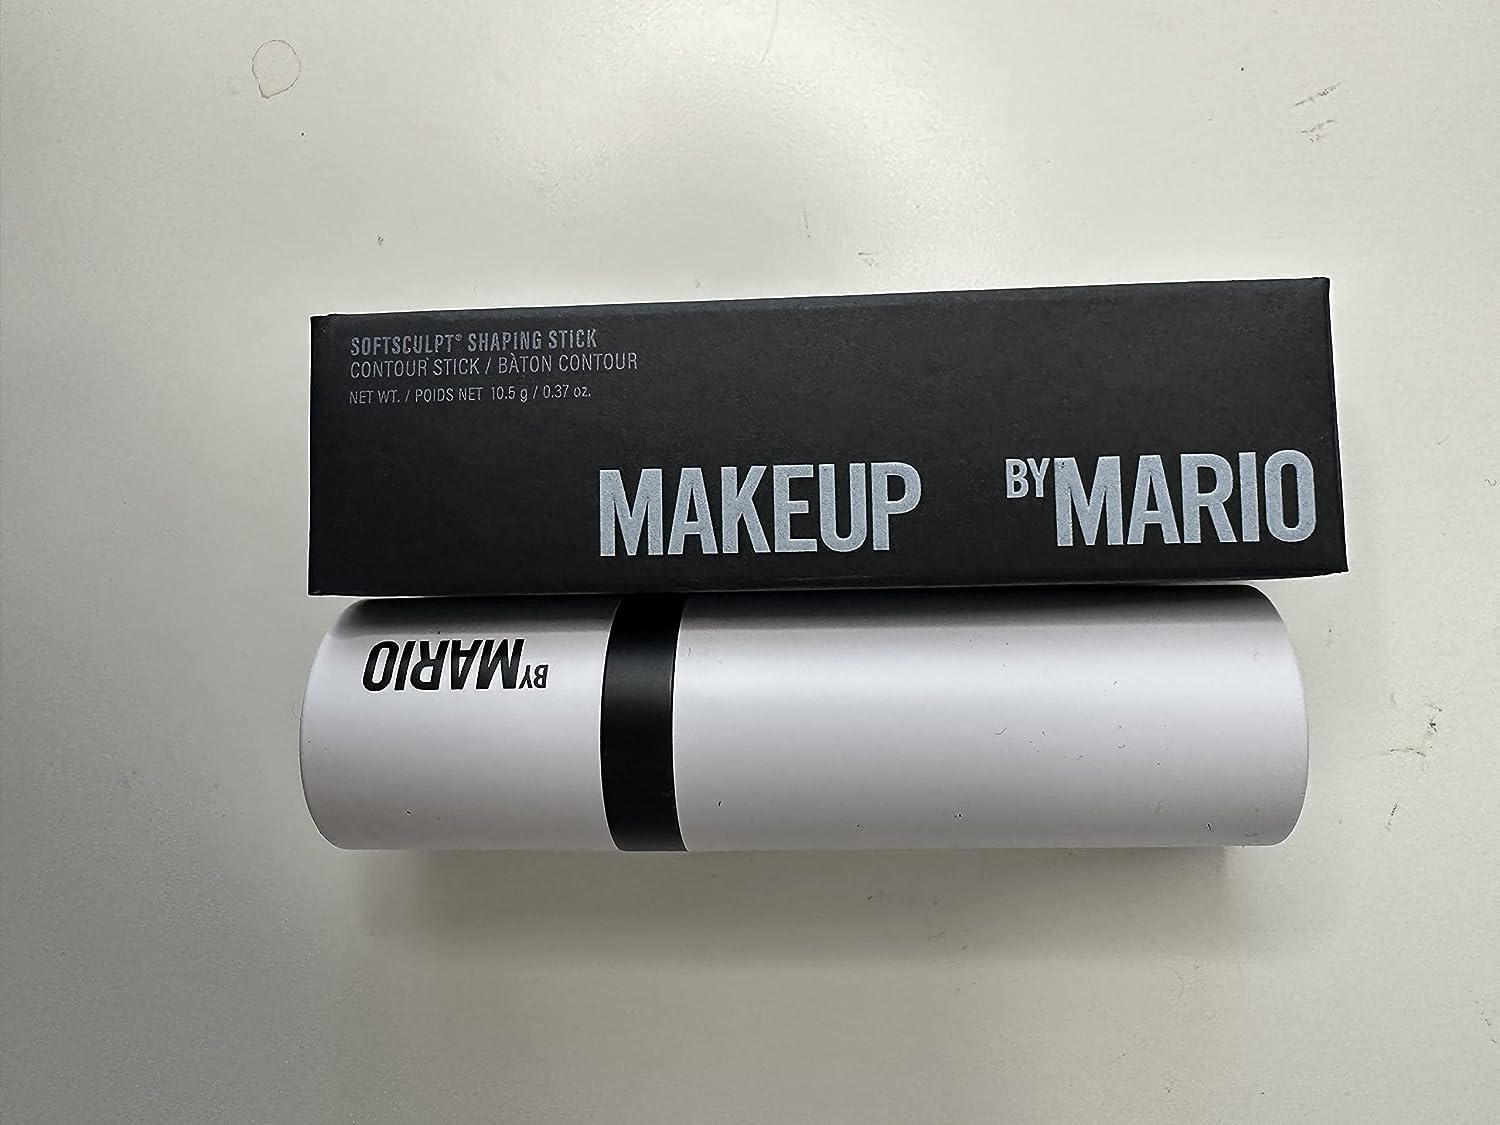 SOFTSCULPT® SHAPING STICK
CONTOUR STICK / BÀTON CONTOUR
NET WT. / POIDS NET 10.5 g / 0.37 oz.
MAKEUP BY MARIO
BY MARIO